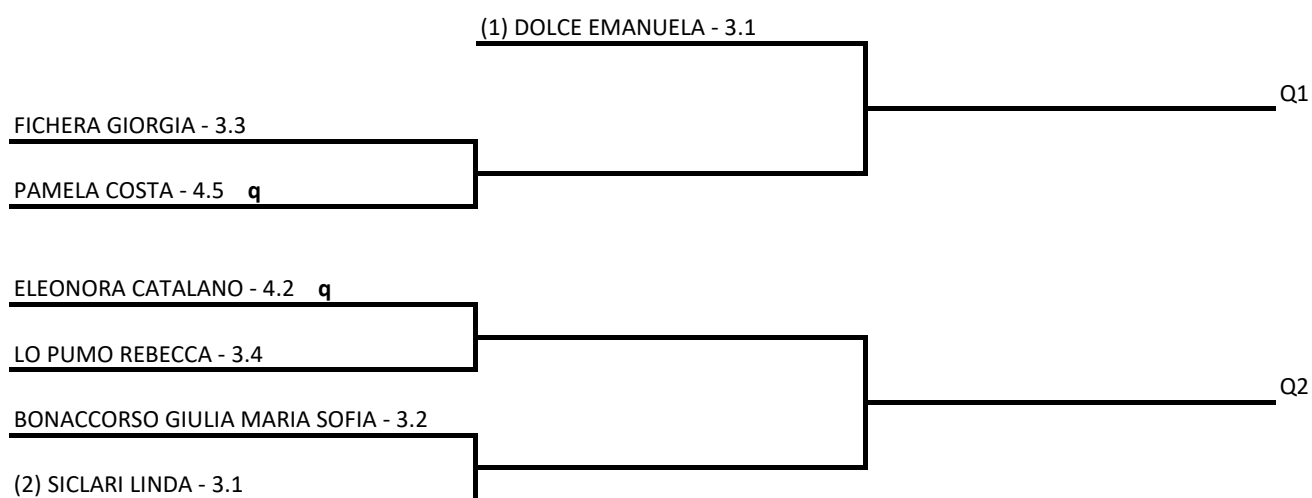 (1) DOLCE EMANUELA - 3.1
Q1
FICHERA GIORGIA - 3.3
PAMELA COSTA - 4.5 q
ELEONORA CATALANO - 4.2 q
LO PUMO REBECCA - 3.4
Q2
BONACCORSO GIULIA MARIA SOFIA - 3.2
(2) SICLARI LINDA - 3.1